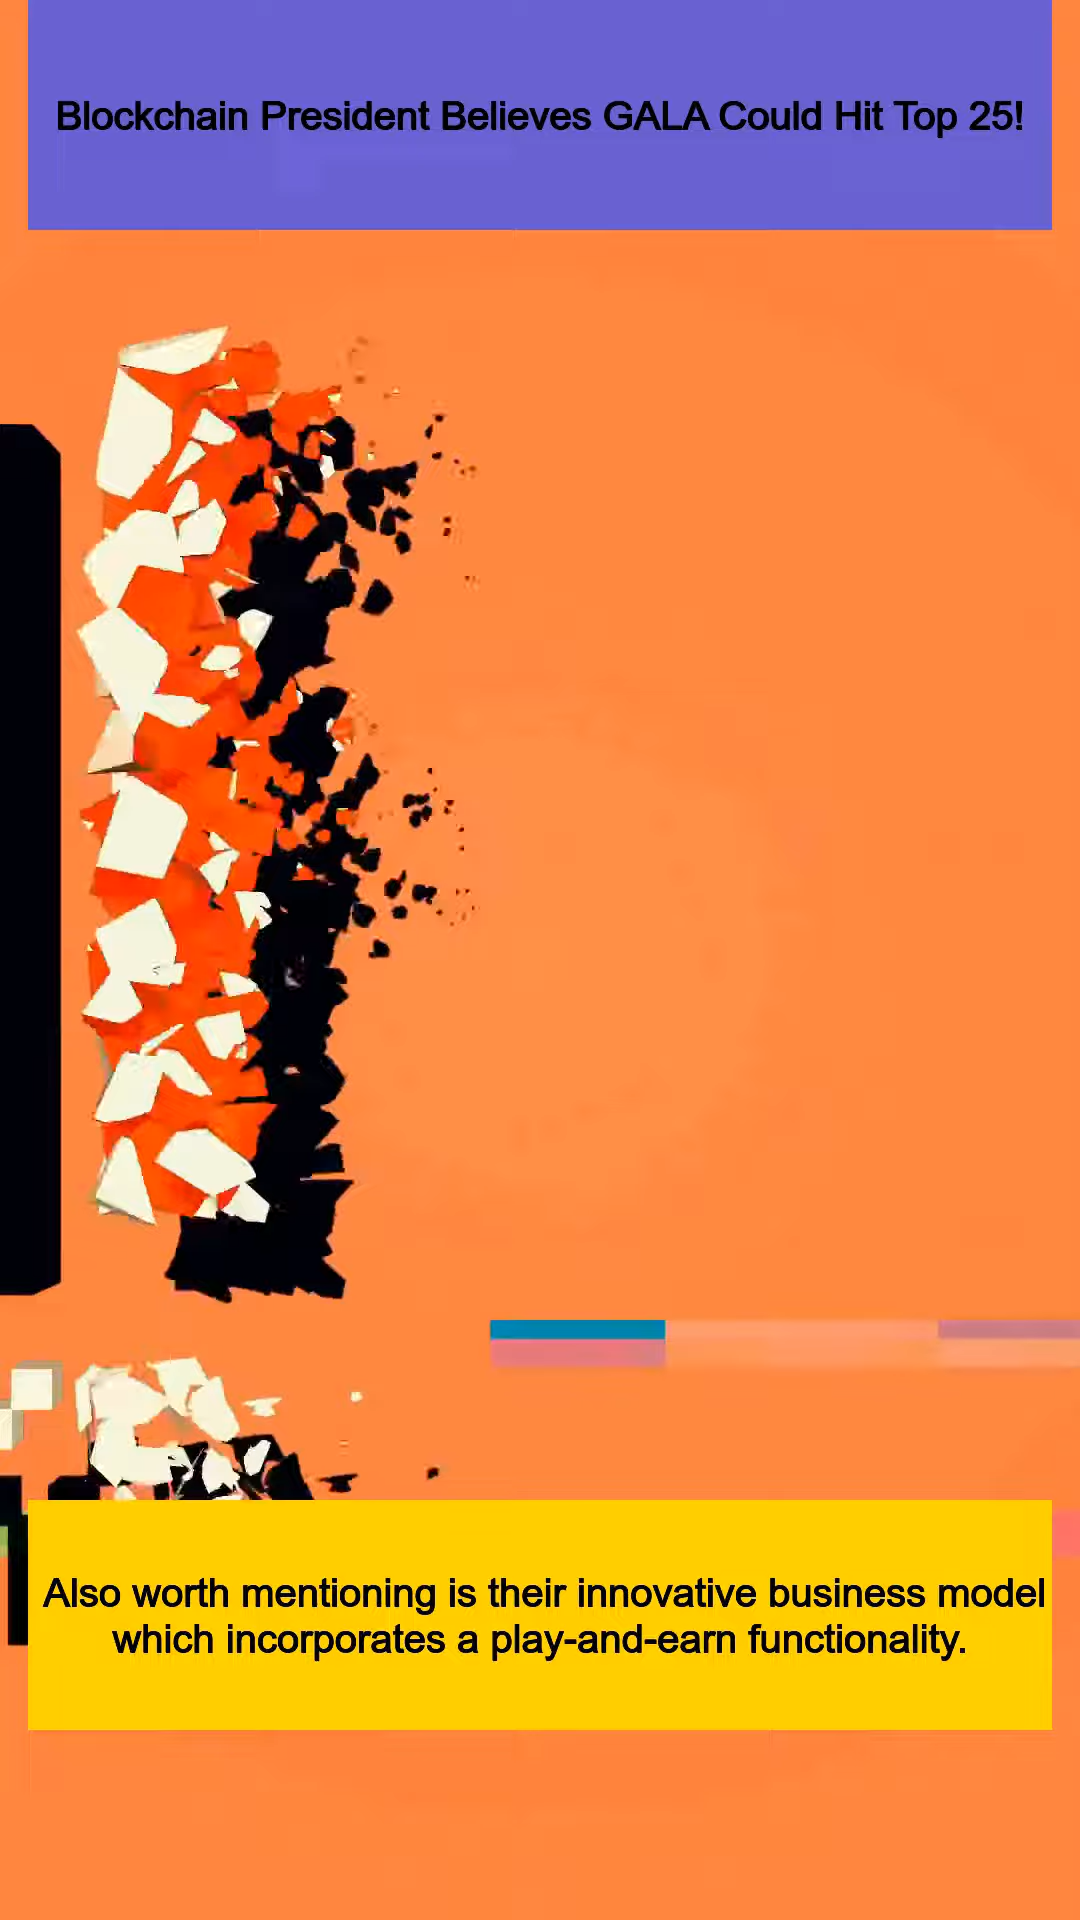 Blockchain President Believes GALA Could Hit Top 25!
Also worth mentioning is their innovative business model
which incorporates a play-and-earn functionality.